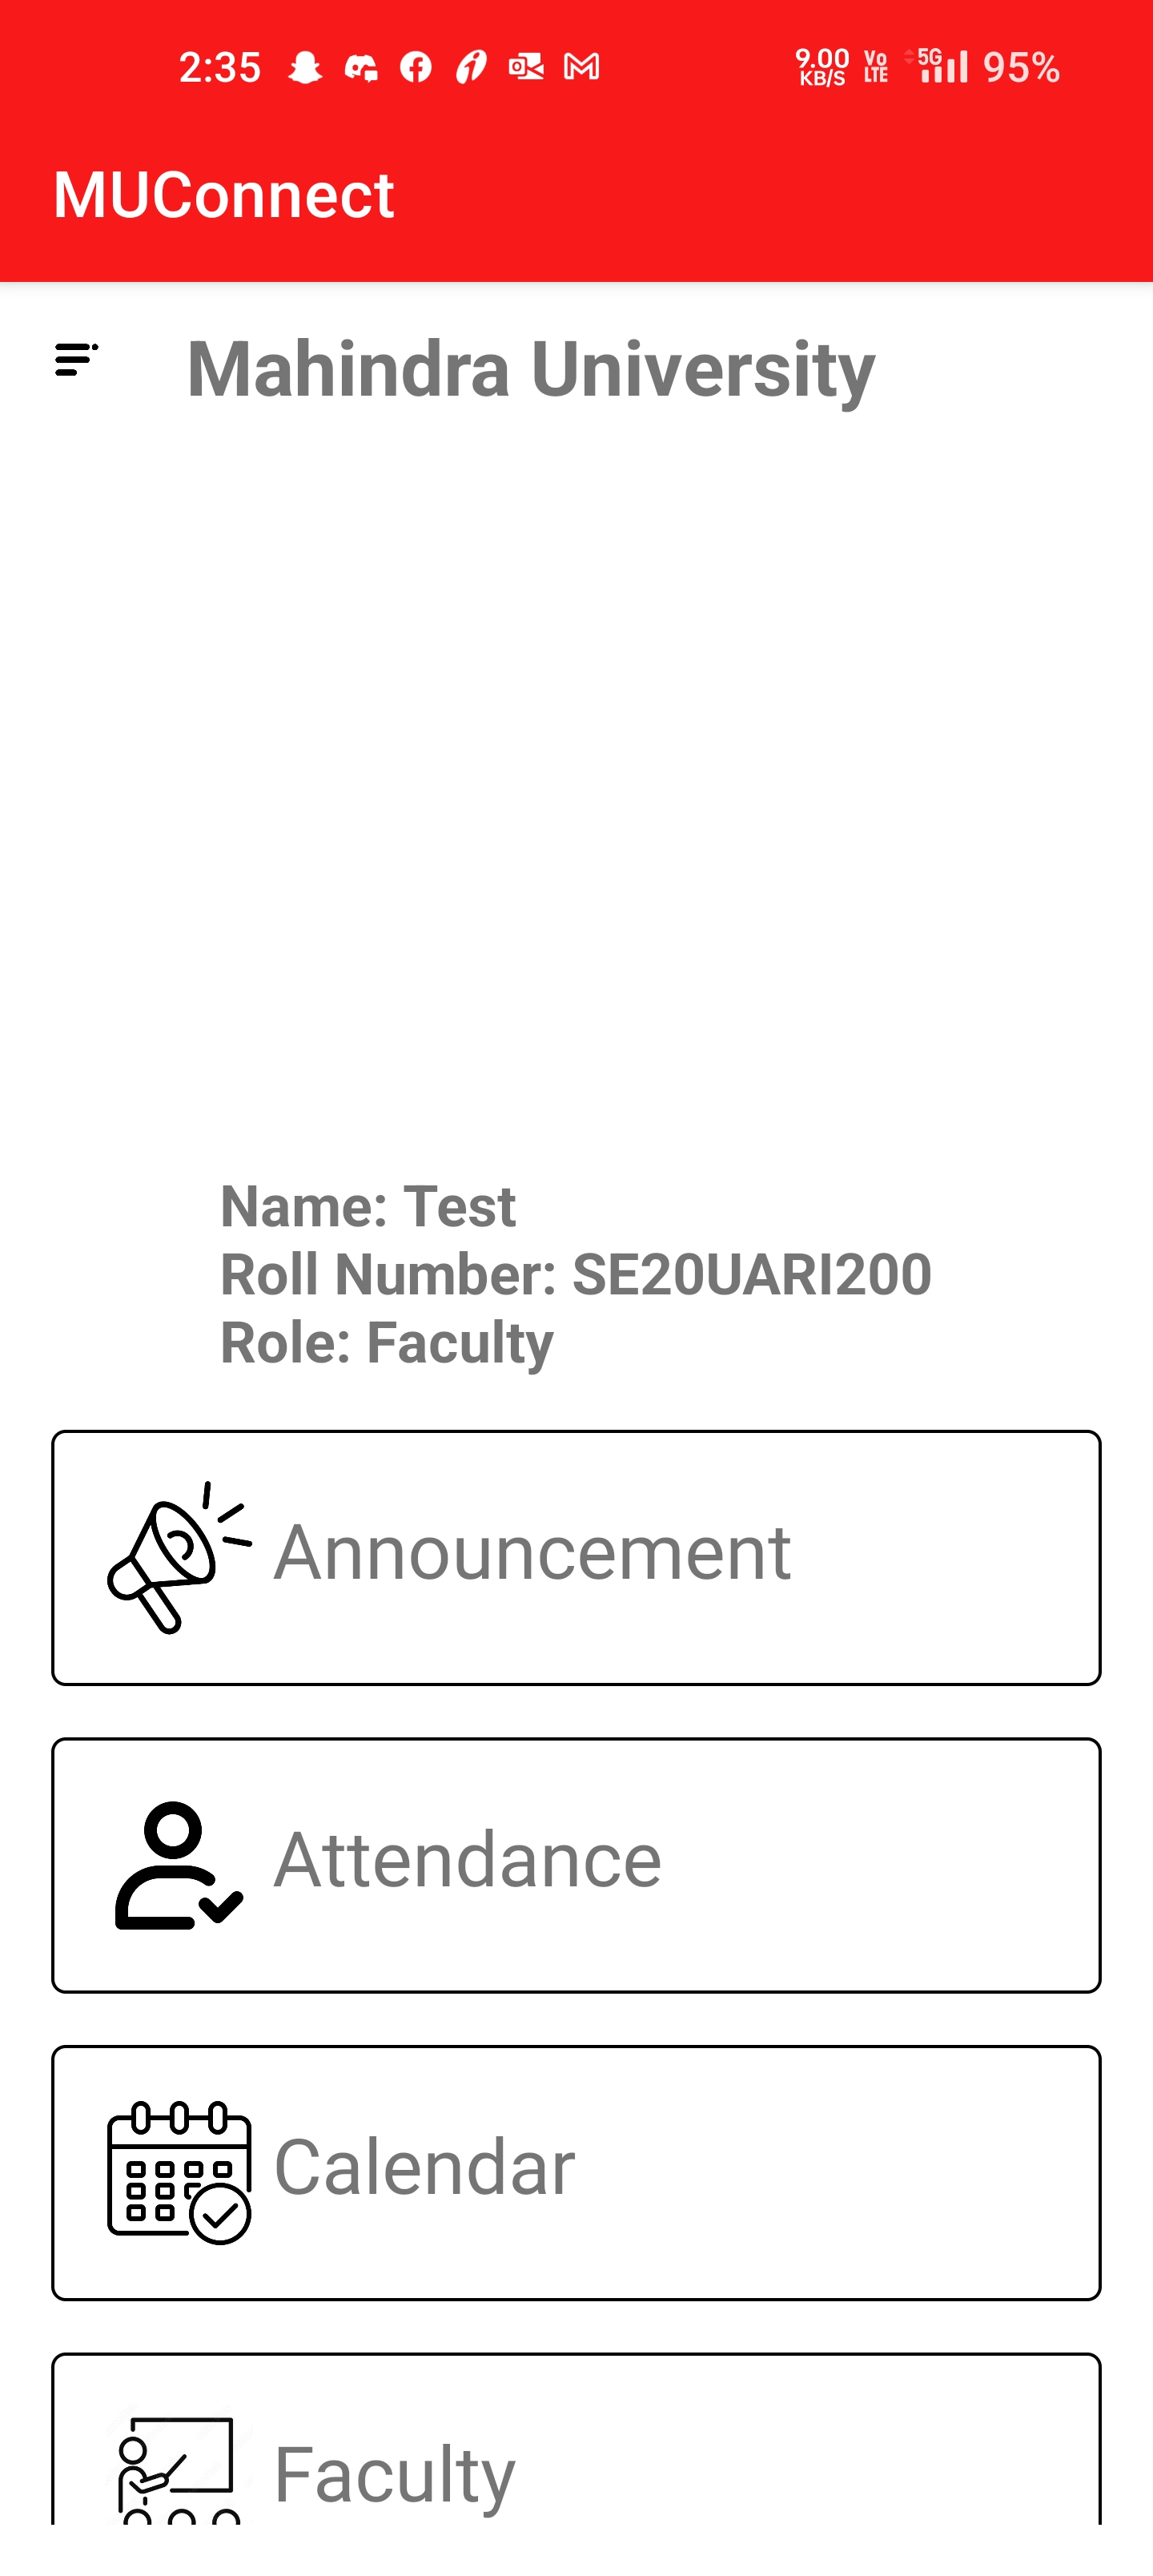 2:35 9.00 KB/S Vo LTE 5G 95%
MUConnect
Mahindra University
Name: Test
Roll Number: SE20UARI200
Role: Faculty
Announcement
Attendance
Calendar
Faculty